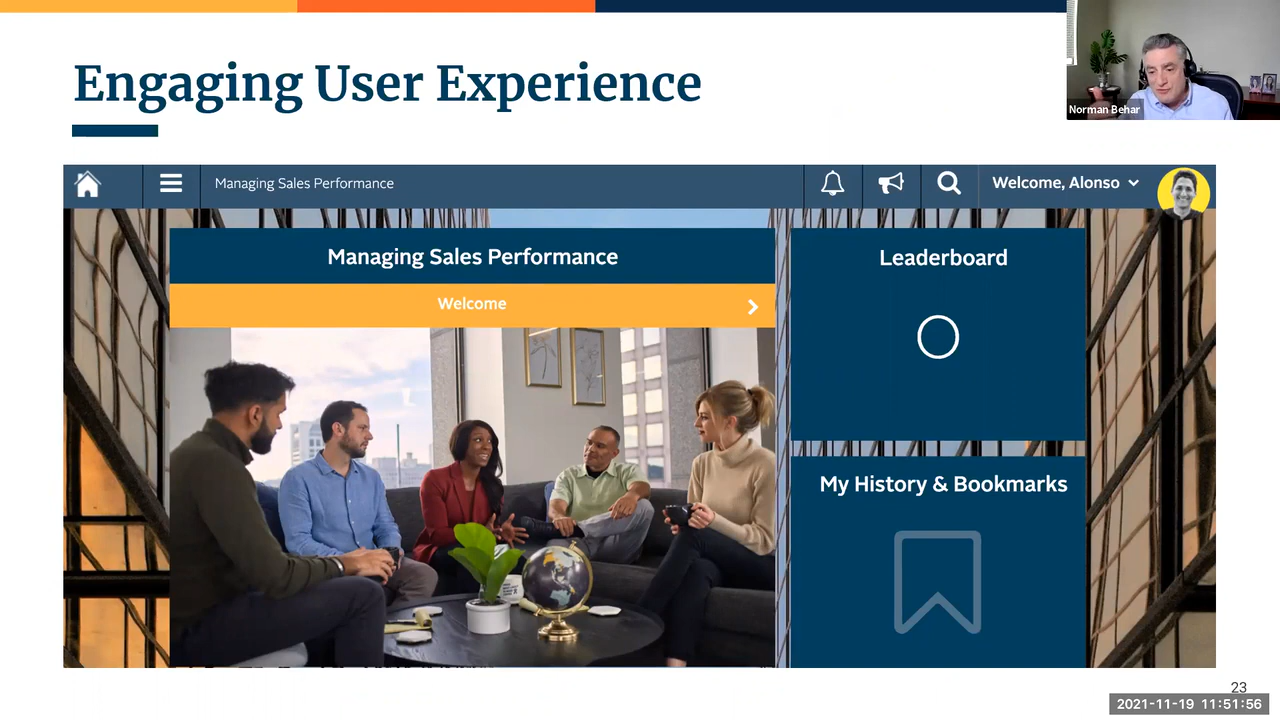 Engaging User Experience
Norman Behar
Managing Sales Performance
Welcome, Alonso
Managing Sales Performance
Welcome
Leaderboard
My History & Bookmarks
23
2021-11-19 11:51:56